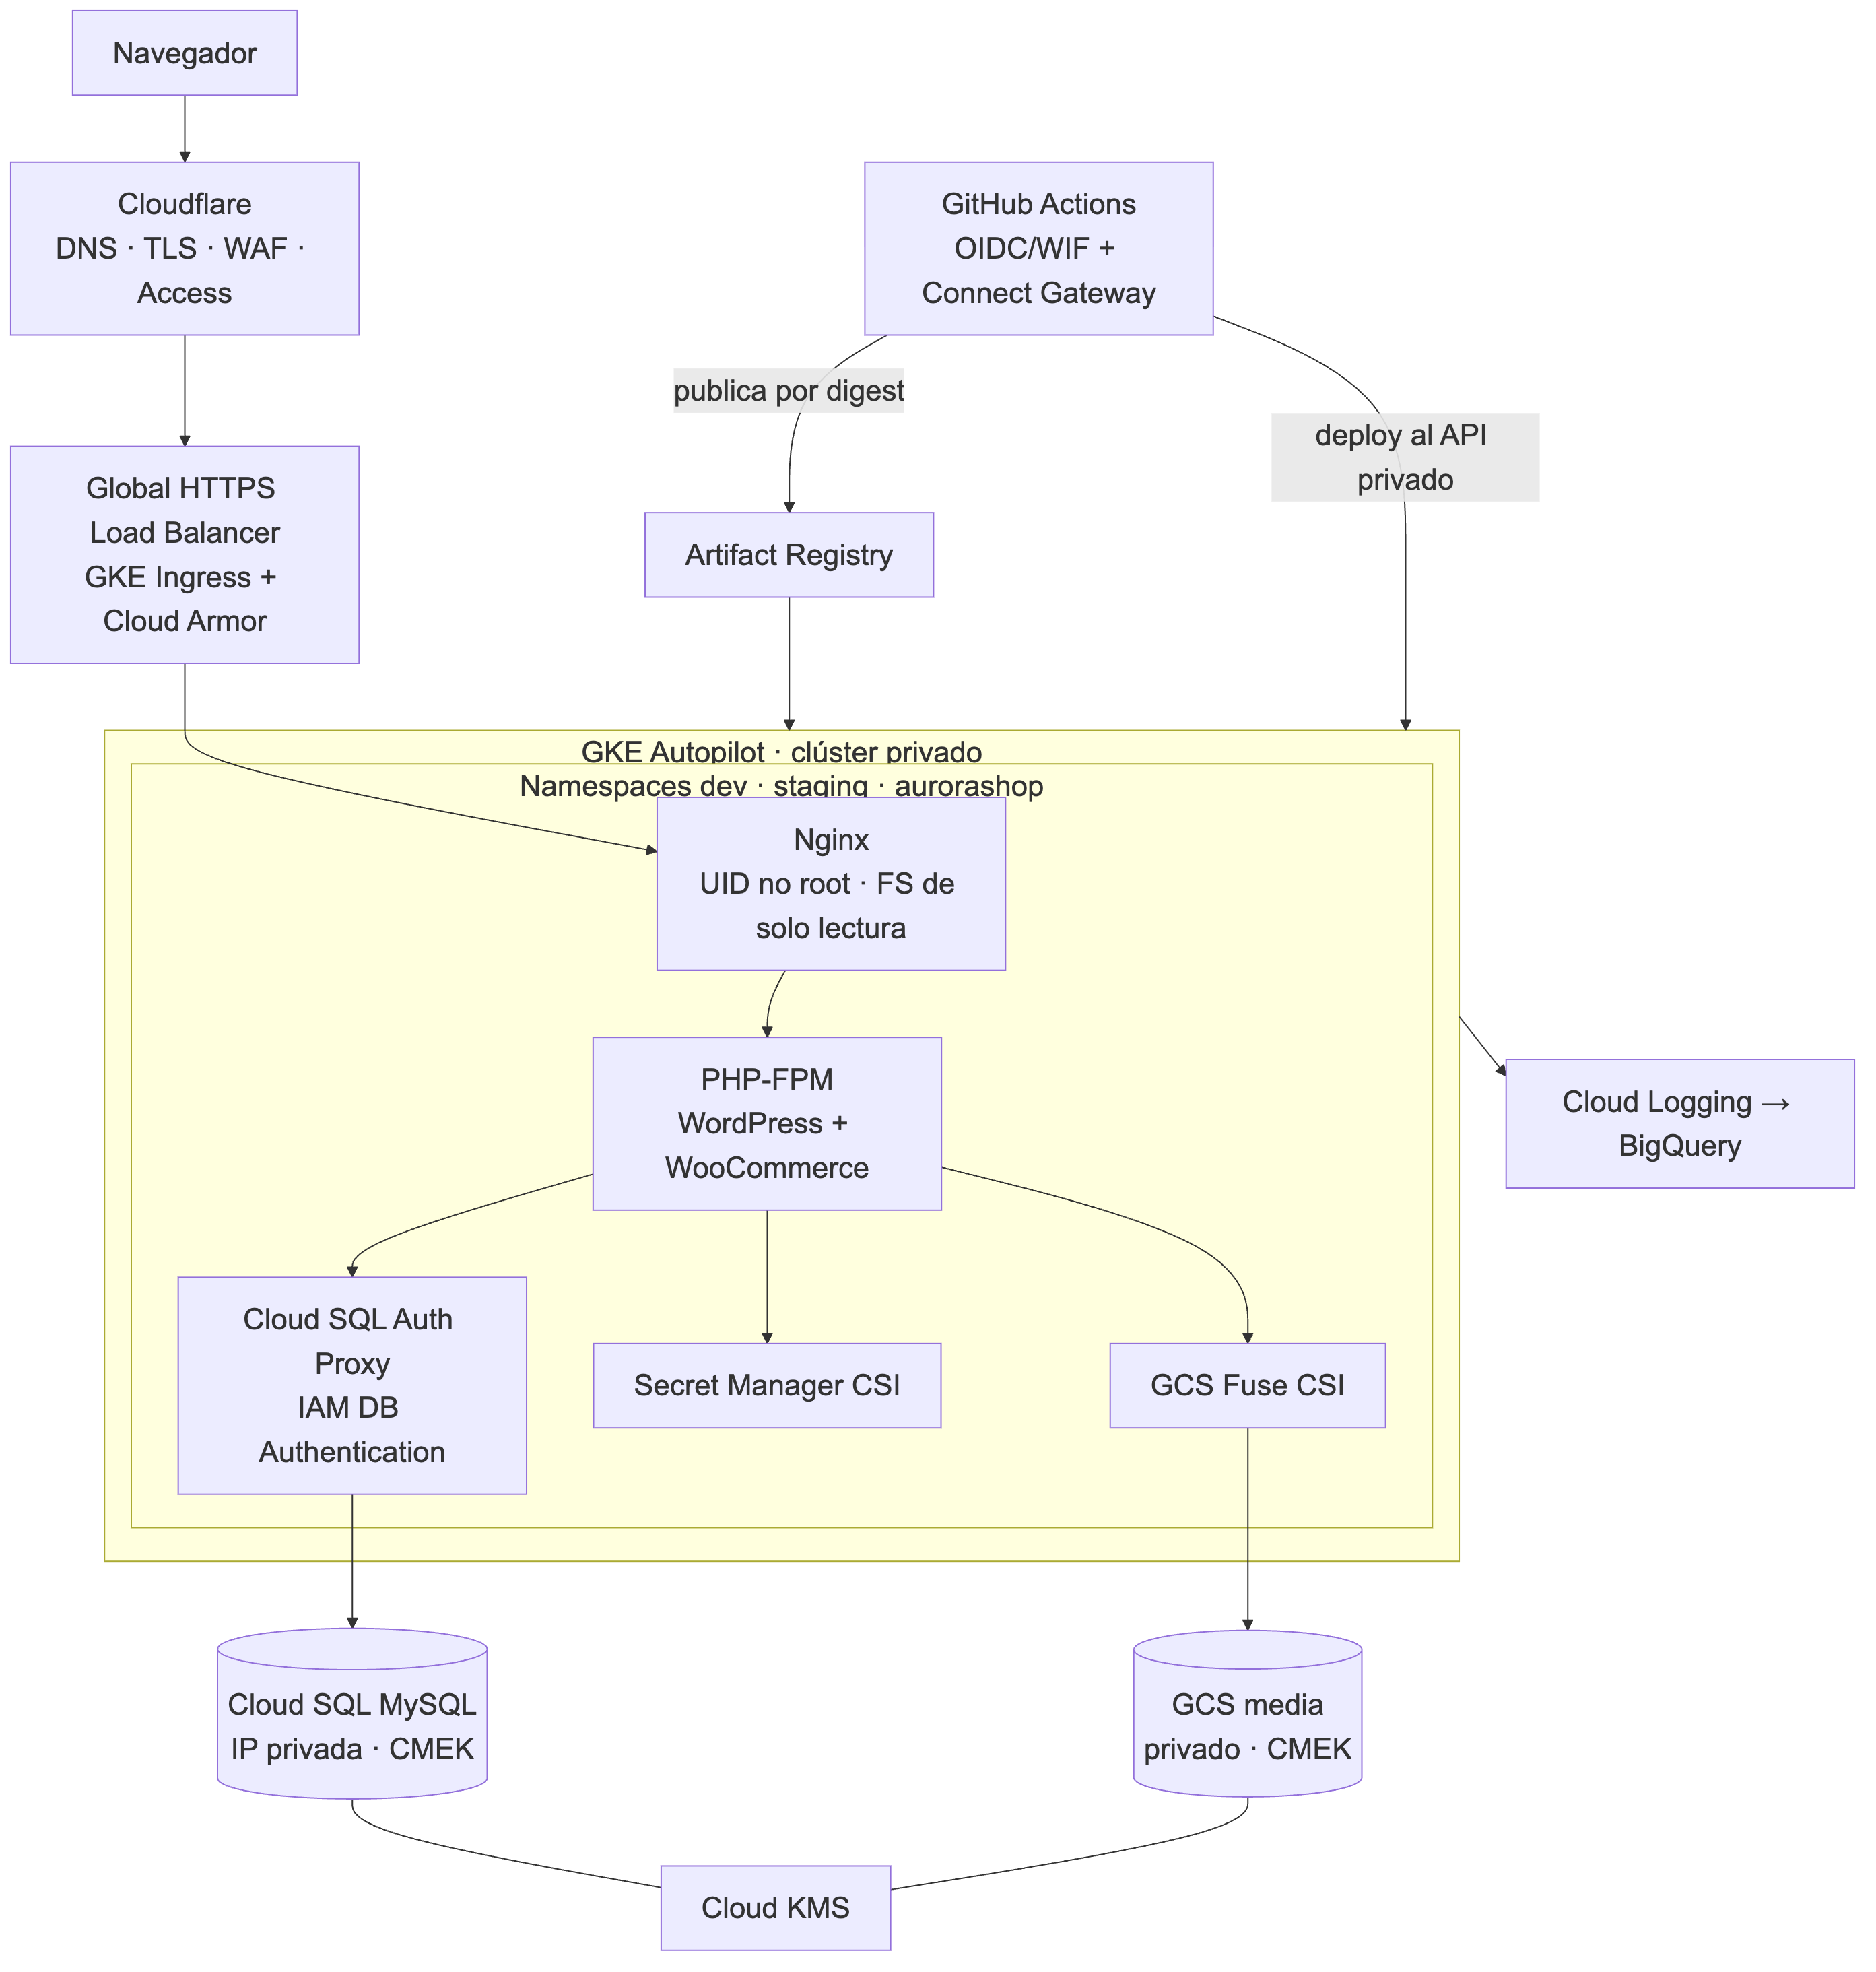 Navegador
Cloudflare
DNS · TLS · WAF ·
Access
GitHub Actions
OIDC/WIF +
Connect Gateway
publica por digest
deploy al API
privado
Global HTTPS
Load Balancer
GKE Ingress +
Cloud Armor
Artifact Registry
GKE Autopilot · clúster privado
Namespaces dev · staging · aurorashop
Nginx
UID no root · FS de
solo lectura
PHP-FPM
WordPress +
WooCommerce
Cloud Logging →
BigQuery
Cloud SQL Auth
Proxy
IAM DB
Authentication
Secret Manager CSI
GCS Fuse CSI
Cloud SQL MySQL
IP privada · CMEK
GCS media
privado · CMEK
Cloud KMS